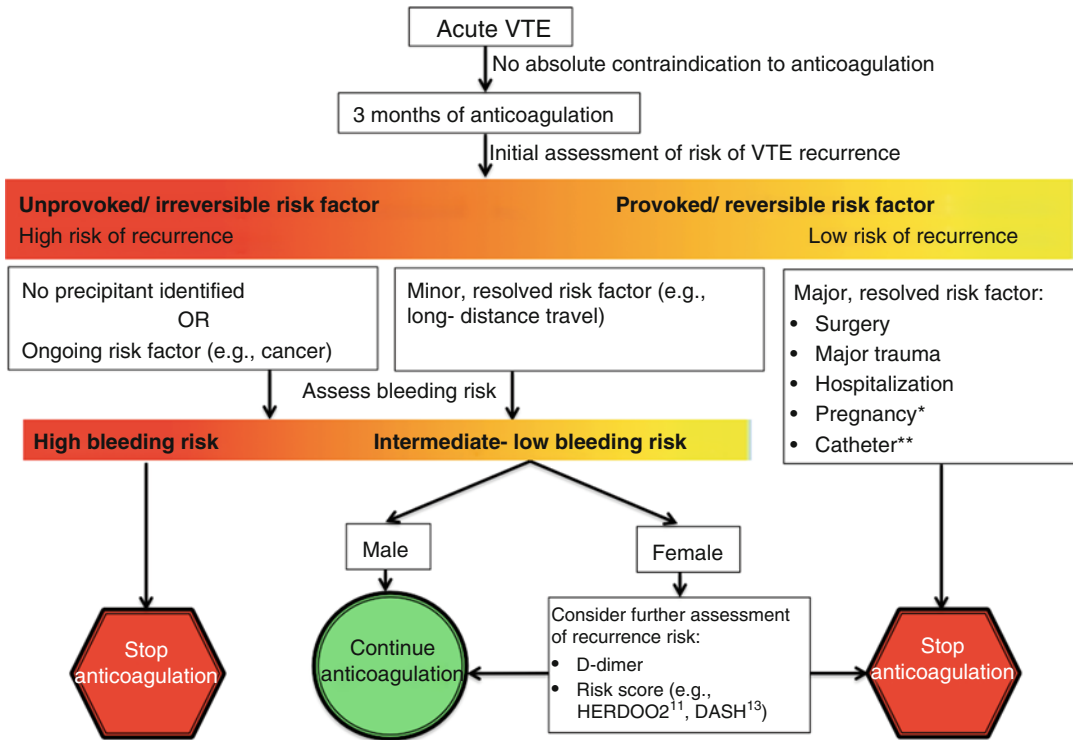 Acute VTE
No absolute contraindication to anticoagulation
3 months of anticoagulation
Initial assessment of risk of VTE recurrence
Unprovoked/ irreversible risk factor
High risk of recurrence
Provoked/ reversible risk factor
Low risk of recurrence
No precipitant identified
OR
Ongoing risk factor (e.g., cancer)
Minor, resolved risk factor (e.g.,
long- distance travel)
Major, resolved risk factor:
• Surgery
• Major trauma
• Hospitalization
• Pregnancy*
• Catheter**
Assess bleeding risk
High bleeding risk
Intermediate- low bleeding risk
Male
Female
Stop
anticoagulation
Continue
anticoagulation
Consider further assessment
of recurrence risk:
• D-dimer
• Risk score (e.g.,
HERDOO2¹¹, DASH¹³)
Stop
anticoagulation